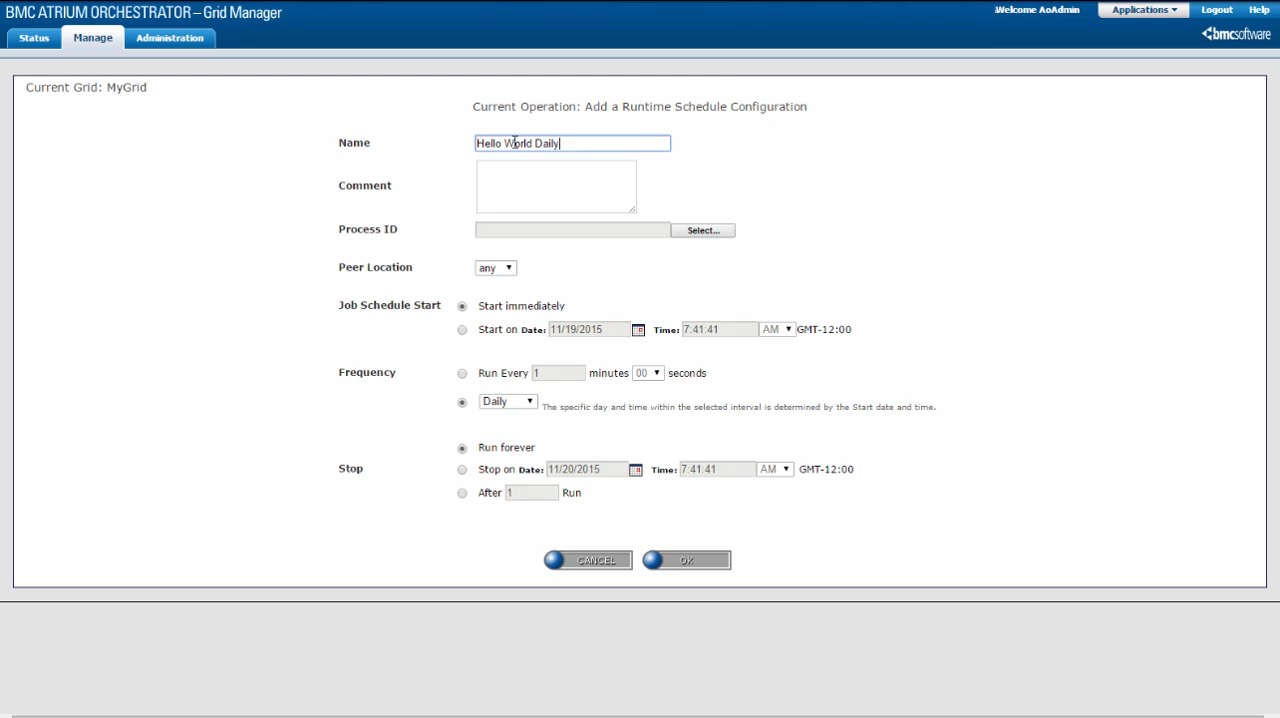 BMC ATRIUM ORCHESTRATOR – Grid Manager
Welcome AoAdmin
Applications
Logout
Help
Status
Manage
Administration
bmcsoftware
Current Grid: MyGrid
Current Operation: Add a Runtime Schedule Configuration
Name
Hello World Daily
Comment
Process ID
Select...
Peer Location
any
Job Schedule Start
Start immediately
Start on Date: 11/19/2015 Time: 7:41:41 AM GMT-12:00
Frequency
Run Every 1 minutes 00 seconds
Daily The specific day and time within the selected interval is determined by the Start date and time.
Run forever
Stop
Stop on Date: 11/20/2015 Time: 7:41:41 AM GMT-12:00
After 1 Run
CANCEL
OK